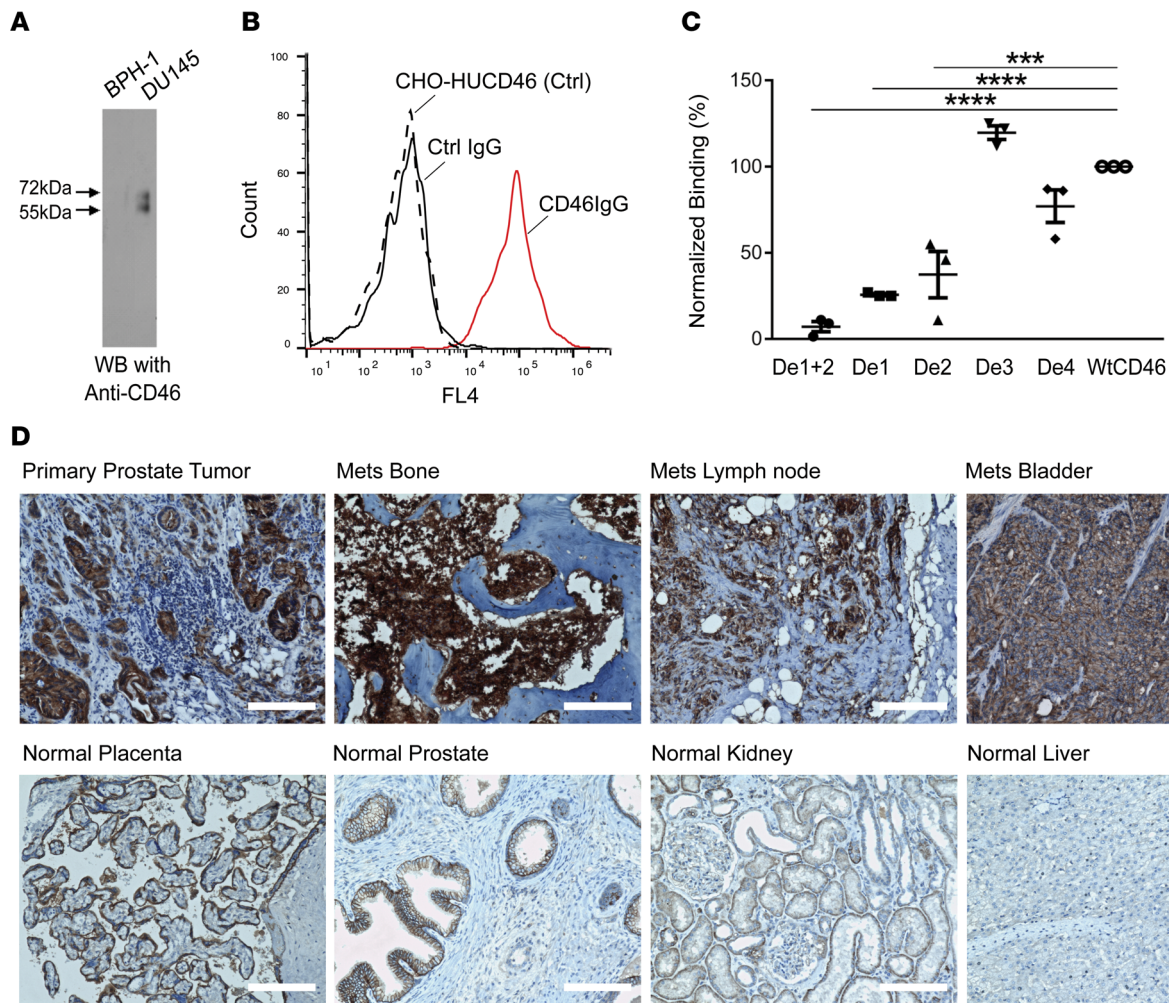 A
BPH-1
DU145
72kDa
55kDa
WB with
Anti-CD46
B
100
80
60
40
20
0
Count
CHO-HUCD46 (Ctrl)
Ctrl IgG
CD46IgG
10 1
10 2
10 3
10 4
10 5
10 6
FL4
C
***
****
****
150
100
50
0
Normalized Binding (%)
De1+2 De1 De2 De3 De4 WtCD46
D
Primary Prostate Tumor Mets Bone Mets Lymph node Mets Bladder
Normal Placenta Normal Prostate Normal Kidney Normal Liver